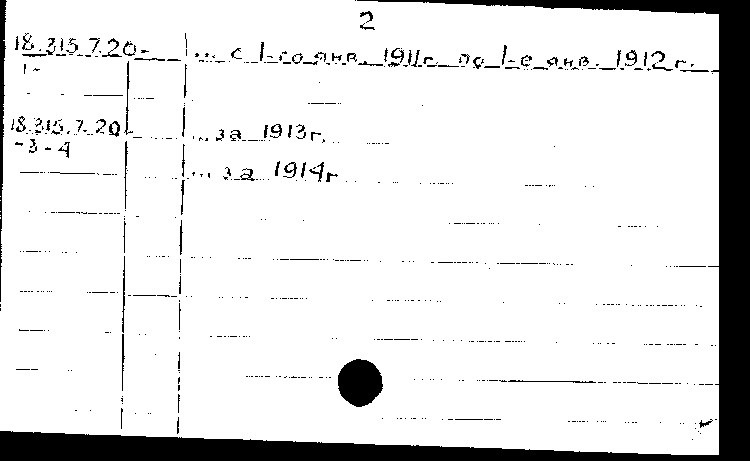 2
18.315.7.20- ... с 1-го янв. 1911г. по 1-е янв. 1912 г.
1-
18.315.7.20- ... за 1913г.
-3-4
... за 1914г